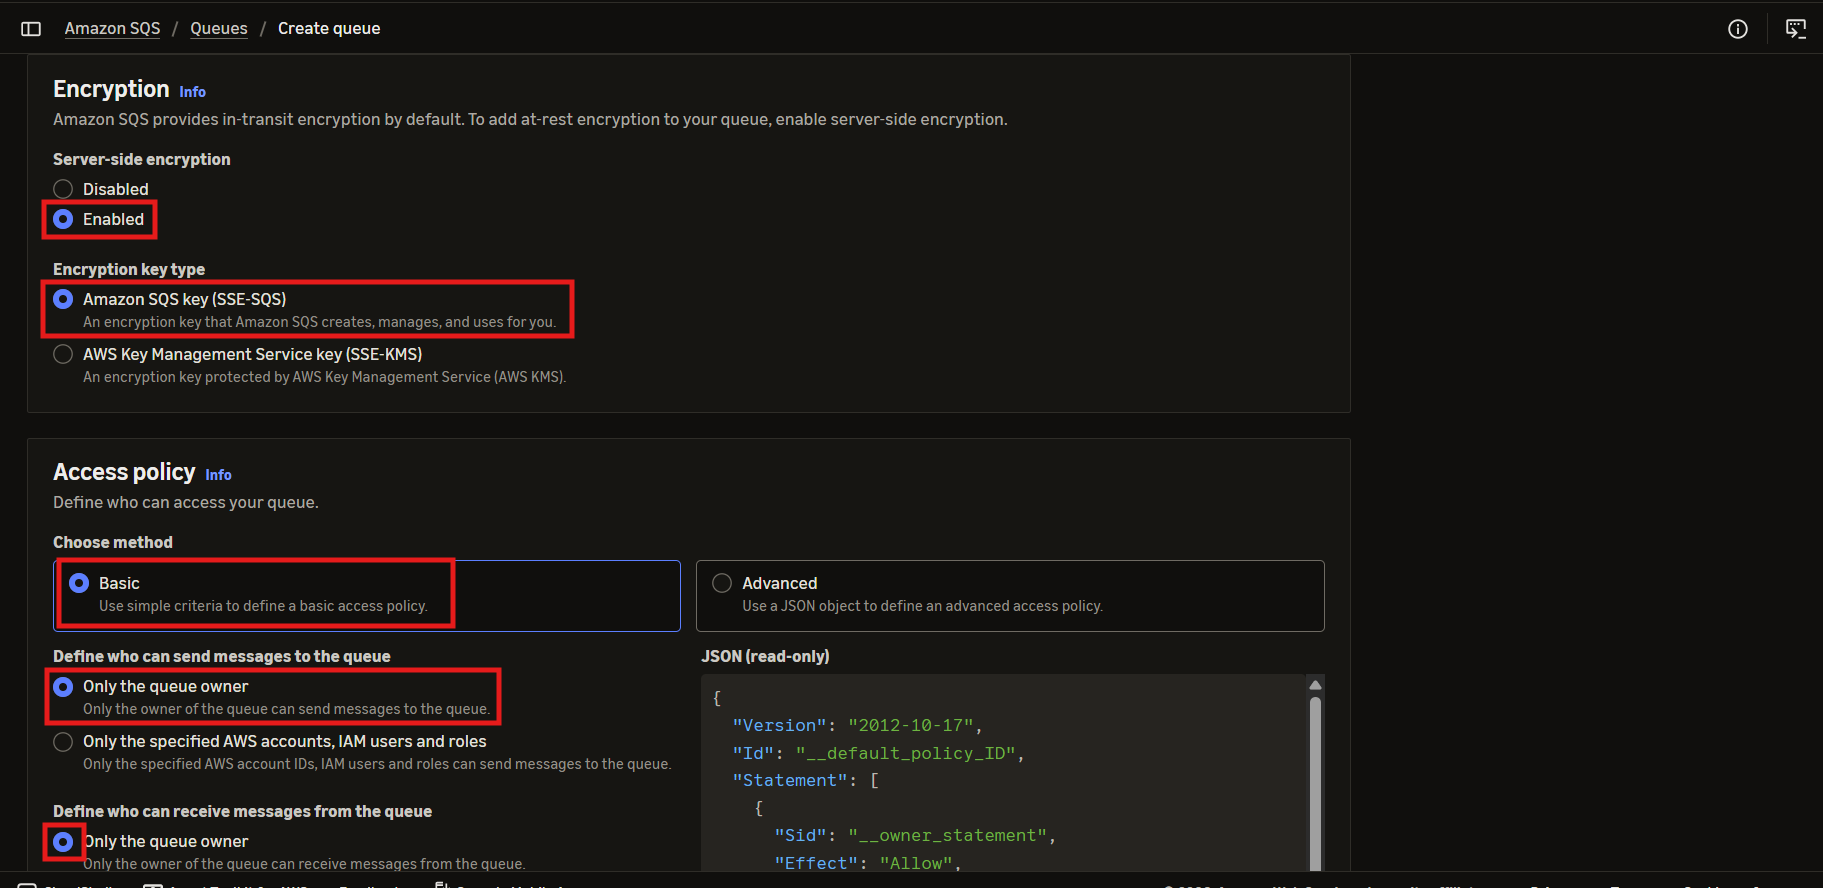 Amazon SQS / Queues / Create queue
Encryption Info
Amazon SQS provides in-transit encryption by default. To add at-rest encryption to your queue, enable server-side encryption.
Server-side encryption
Disabled
Enabled
Encryption key type
Amazon SQS key (SSE-SQS)
An encryption key that Amazon SQS creates, manages, and uses for you.
AWS Key Management Service key (SSE-KMS)
An encryption key protected by AWS Key Management Service (AWS KMS).
Access policy Info
Define who can access your queue.
Choose method
Basic
Use simple criteria to define a basic access policy.
Advanced
Use a JSON object to define an advanced access policy.
Define who can send messages to the queue
Only the queue owner
Only the owner of the queue can send messages to the queue.
Only the specified AWS accounts, IAM users and roles
Only the specified AWS account IDs, IAM users and roles can send messages to the queue.
Define who can receive messages from the queue
Only the queue owner
Only the owner of the queue can receive messages from the queue.
JSON (read-only)
{
"Version": "2012-10-17",
"Id": "__default_policy_ID",
"Statement": [
{
"Sid": "__owner_statement",
"Effect": "Allow",